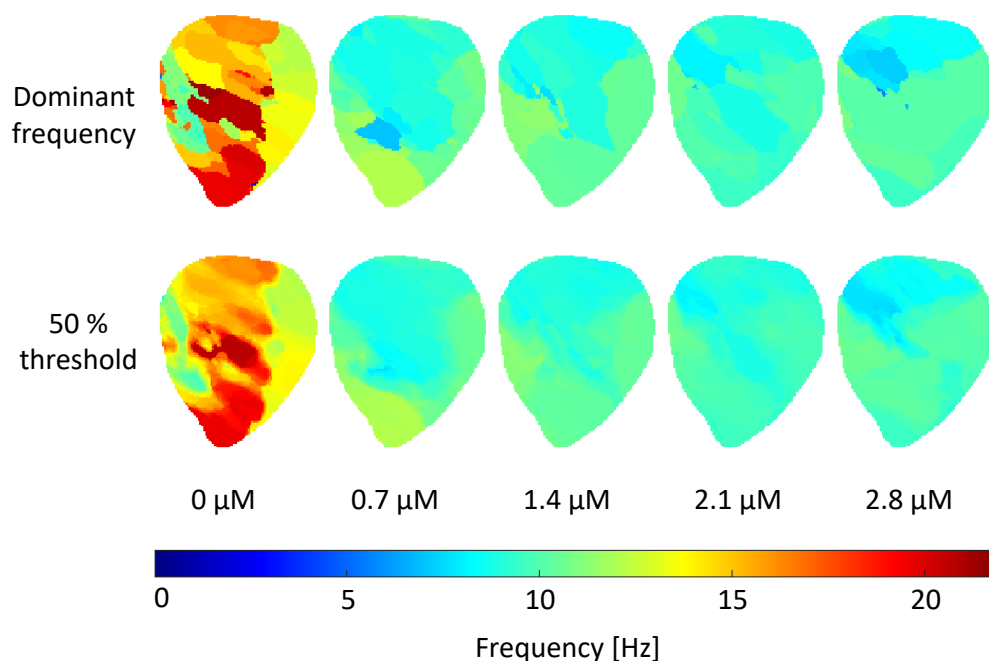 Dominant
frequency
50 %
threshold
0 µM 0.7 µM 1.4 µM 2.1 µM 2.8 µM
0 5 10 15 20
Frequency [Hz]